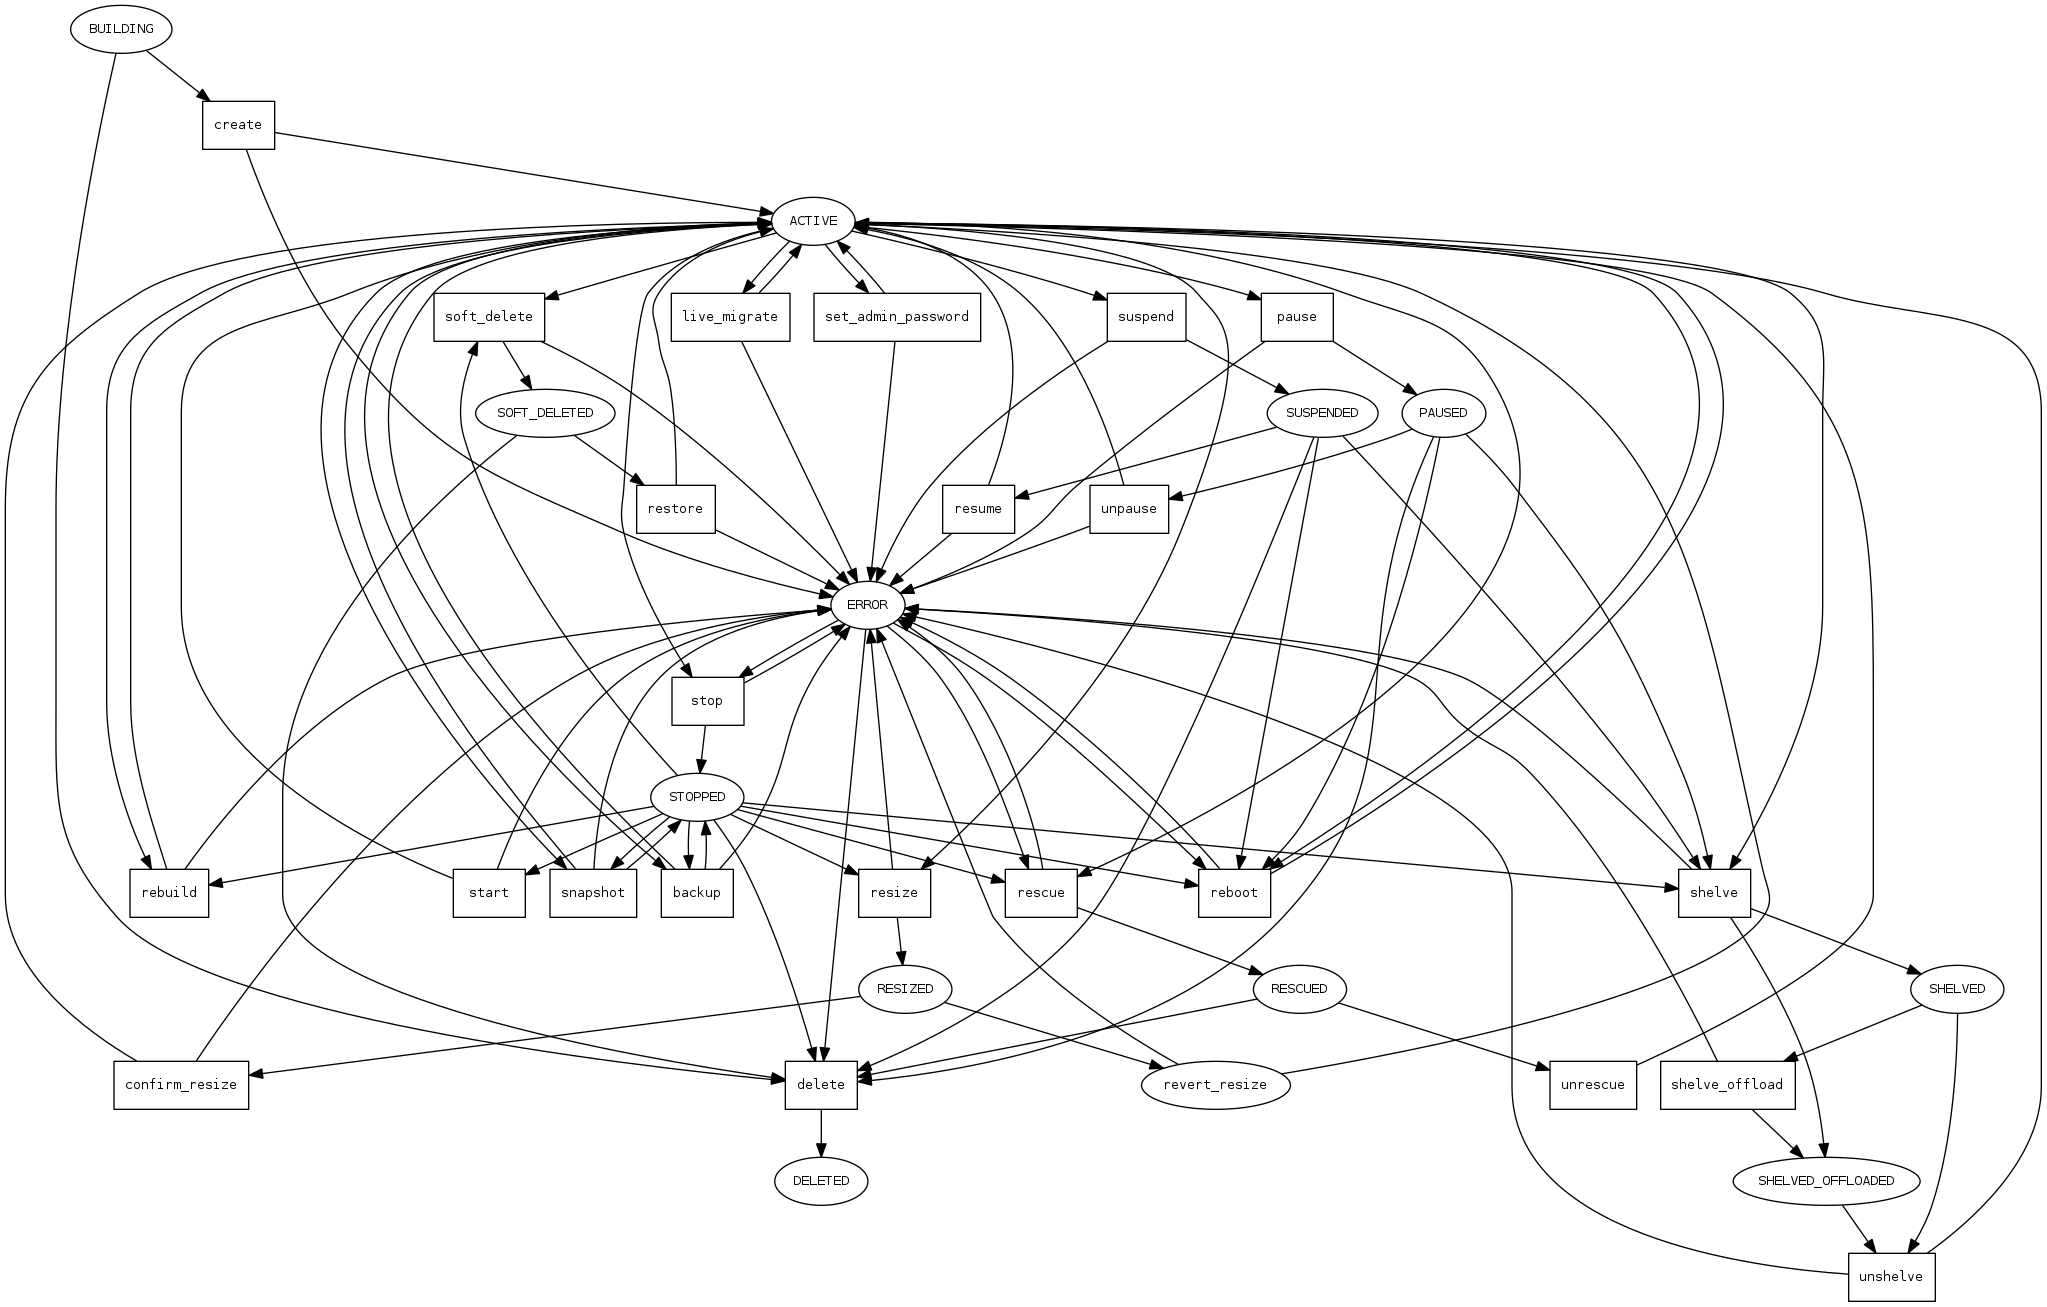 BUILDING
create
ACTIVE
soft_delete
live_migrate
set_admin_password
suspend
pause
SOFT_DELETED
SUSPENDED
PAUSED
restore
resume
unpause
ERROR
stop
STOPPED
rebuild
start
snapshot
backup
resize
rescue
reboot
shelve
RESIZED
RESCUED
SHELVED
confirm_resize
delete
revert_resize
unrescue
shelve_offload
DELETED
SHELVED_OFFLOADED
unshelve